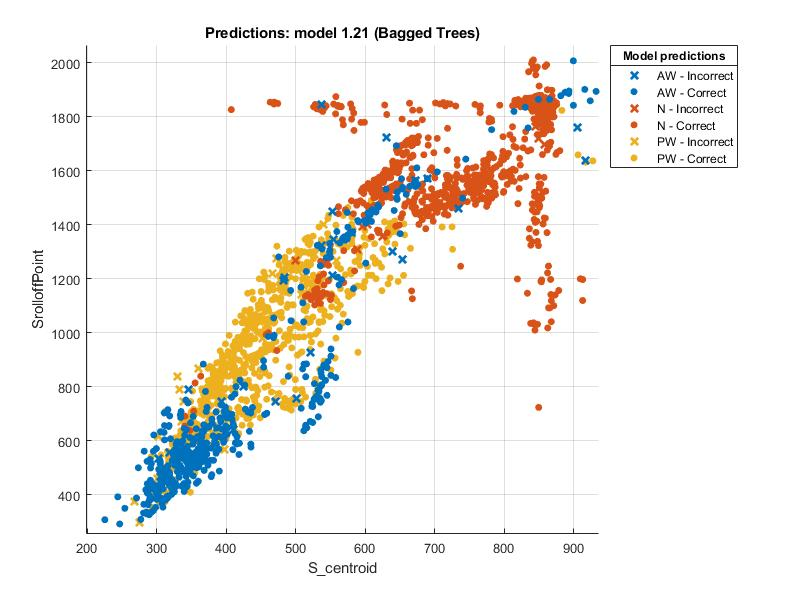 Predictions: model 1.21 (Bagged Trees)
Model predictions
AW - Incorrect
AW - Correct
N - Incorrect
N - Correct
PW - Incorrect
PW - Correct
SrolloffPoint
2000
1800
1600
1400
1200
1000
800
600
400
200 300 400 500 600 700 800 900
S_centroid